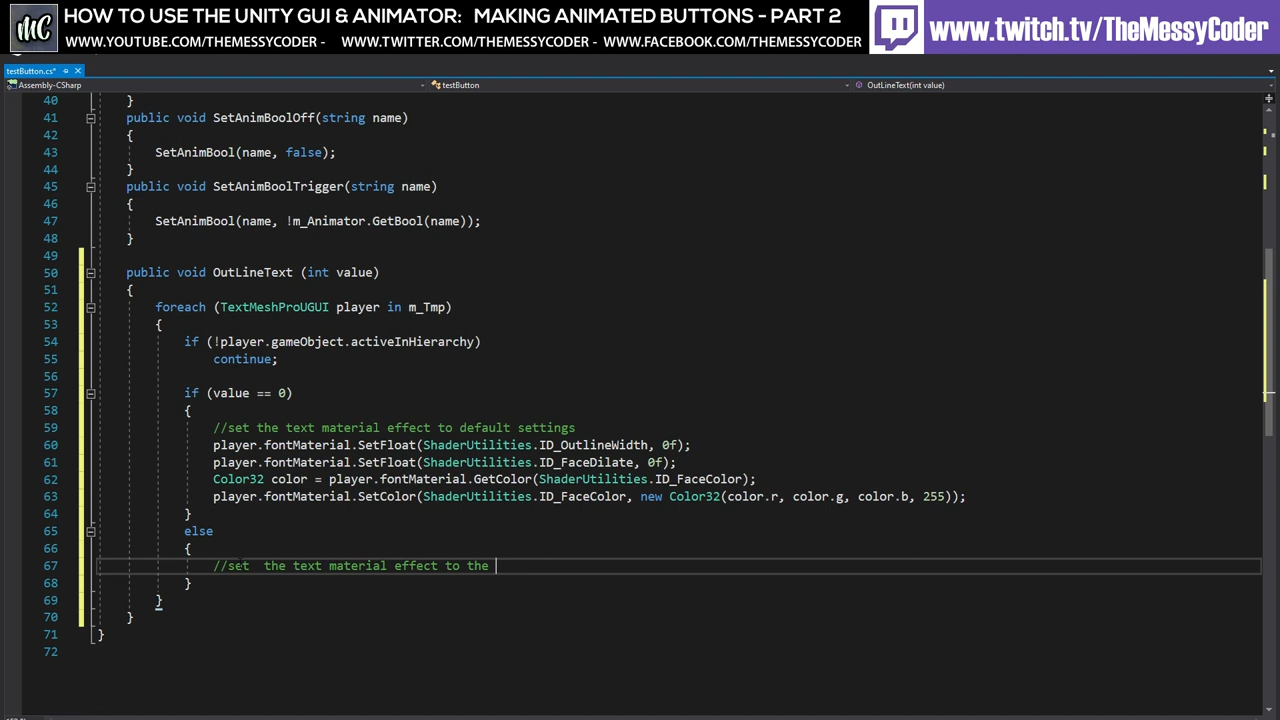 HOW TO USE THE UNITY GUI & ANIMATOR: MAKING ANIMATED BUTTONS - PART 2
MC
WWW.YOUTUBE.COM/THEMESSYCODER - WWW.TWITTER.COM/THEMESSYCODER - WWW.FACEBOOK.COM/THEMESSYCODER
www.twitch.tv/TheMessyCoder
testButton.cs*
Assembly-CSharp testButton OutLineText(int value)
40 }
41 public void SetAnimBoolOff(string name)
42 {
43 SetAnimBool(name, false);
44 }
45 public void SetAnimBoolTrigger(string name)
46 {
47 SetAnimBool(name, !m_Animator.GetBool(name));
48 }
49
50 public void OutLineText (int value)
51 {
52 foreach (TextMeshProUGUI player in m_Tmp)
53 {
54 if (!player.gameObject.activeInHierarchy)
55 continue;
56
57 if (value == 0)
58 {
59 //set the text material effect to default settings
60 player.fontMaterial.SetFloat(ShaderUtilities.ID_OutlineWidth, 0f);
61 player.fontMaterial.SetFloat(ShaderUtilities.ID_FaceDilate, 0f);
62 Color32 color = player.fontMaterial.GetColor(ShaderUtilities.ID_FaceColor);
63 player.fontMaterial.SetColor(ShaderUtilities.ID_FaceColor, new Color32(color.r, color.g, color.b, 255));
64 }
65 else
66 {
67 //set  the text material effect to the
68 }
69 }
70 }
71 }
72